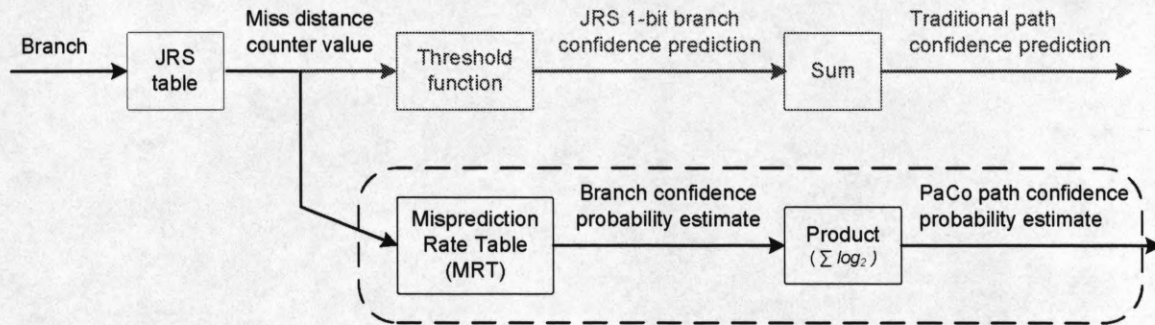 Branch
JRS
table
Miss distance
counter value
Threshold
function
JRS 1-bit branch
confidence prediction
Sum
Traditional path
confidence prediction
Misprediction
Rate Table
(MRT)
Branch confidence
probability estimate
Product
( ∑ log₂ )
PaCo path confidence
probability estimate